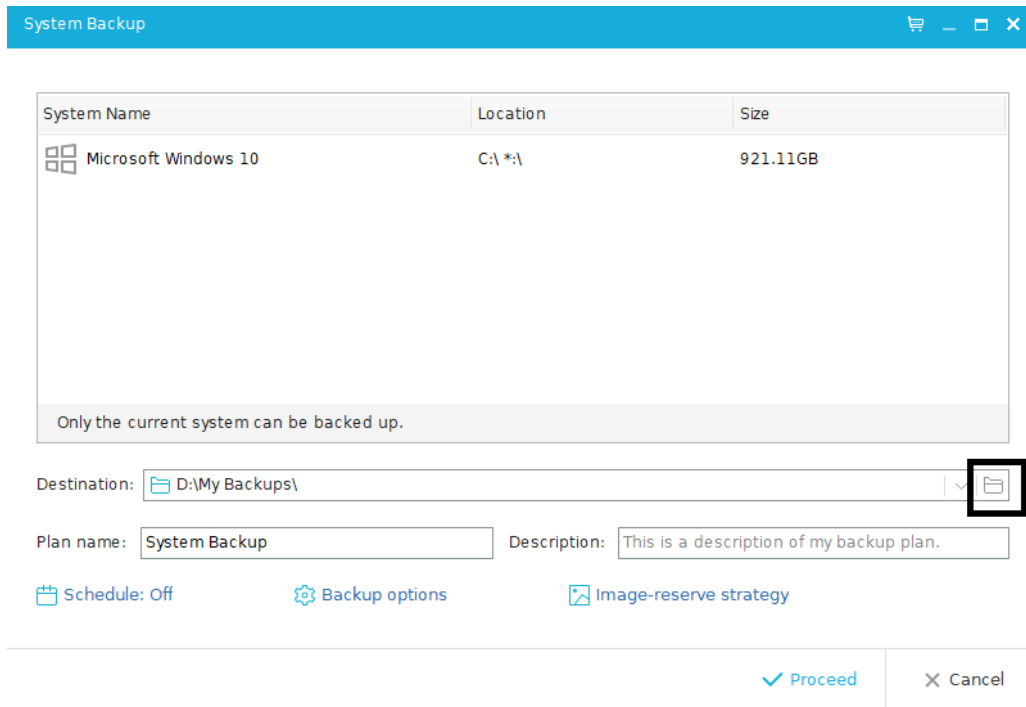 System Backup
System Name Location Size
Microsoft Windows 10 C:\ *:\ 921.11GB
Only the current system can be backed up.
Destination: D:\My Backups\
Plan name: System Backup Description: This is a description of my backup plan.
Schedule: Off Backup options Image-reserve strategy
Proceed Cancel